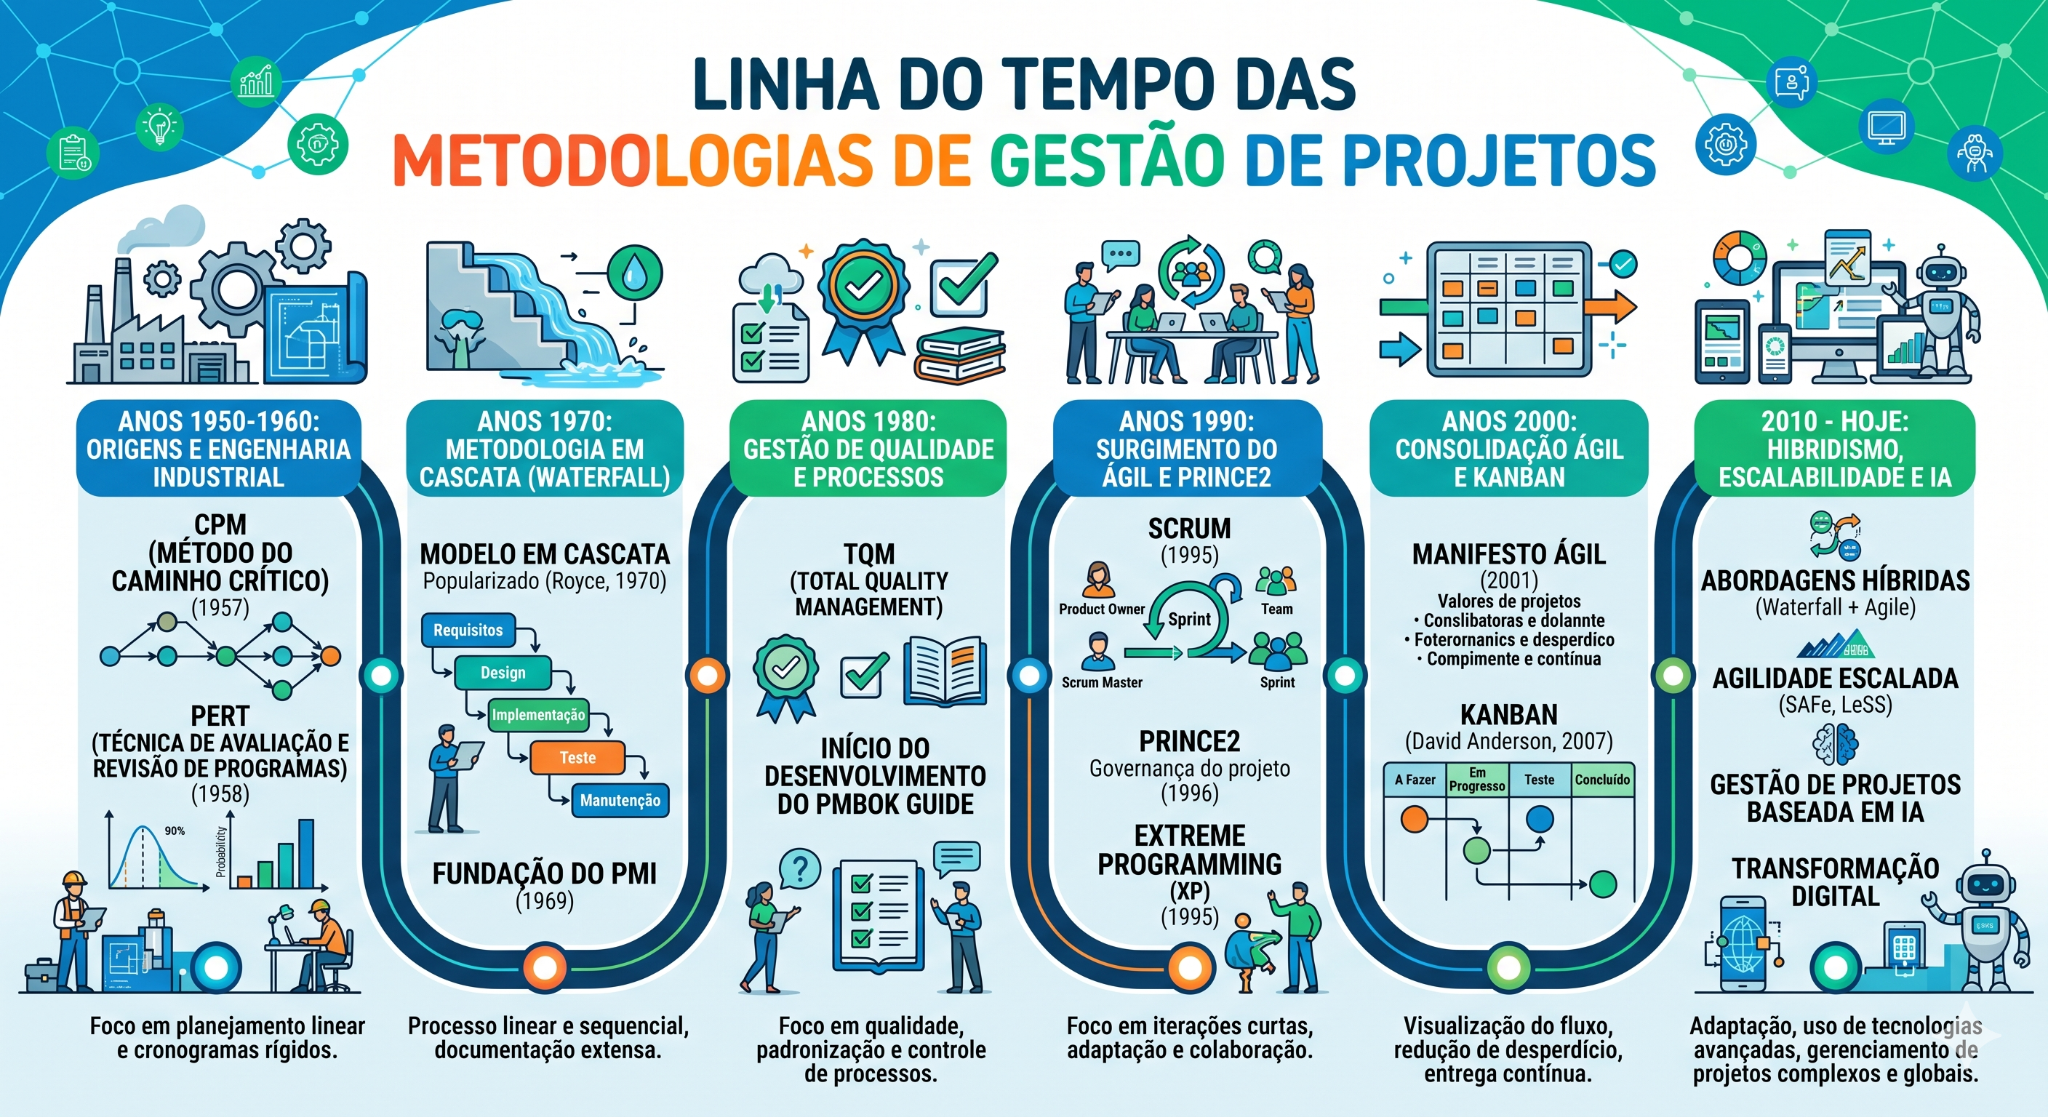 LINHA DO TEMPO DAS
METODOLOGIAS DE GESTÃO DE PROJETOS
ANOS 1950-1960:
ORIGENS E ENGENHARIA
INDUSTRIAL
CPM
(MÉTODO DO
CAMINHO CRÍTICO)
(1957)
PERT
(TÉCNICA DE AVALIAÇÃO E
REVISÃO DE PROGRAMAS)
(1958)
90%
Probability
Foco em planejamento linear
e cronogramas rígidos.
ANOS 1970:
METODOLOGIA EM
CASCATA (WATERFALL)
MODELO EM CASCATA
Popularizado (Royce, 1970)
Requisitos
Design
Implementação
Teste
Manutenção
FUNDAÇÃO DO PMI
(1969)
Processo linear e sequencial,
documentação extensa.
ANOS 1980:
GESTÃO DE QUALIDADE
E PROCESSOS
TQM
(TOTAL QUALITY
MANAGEMENT)
INÍCIO DO
DESENVOLVIMENTO
DO PMBOK GUIDE
?
Foco em qualidade,
padronização e controle
de processos.
ANOS 1990:
SURGIMENTO DO
ÁGIL E PRINCE2
SCRUM
(1995)
Product Owner
Sprint
Team
Scrum Master
Sprint
PRINCE2
Governança do projeto
(1996)
EXTREME
PROGRAMMING
(XP)
(1995)
Foco em iterações curtas,
adaptação e colaboração.
ANOS 2000:
CONSOLIDAÇÃO ÁGIL
E KANBAN
MANIFESTO ÁGIL
(2001)
Valores de projetos
• Conslibatoras e dolannte
• Foterornanics e desperdíco
• Compimente e contínua
KANBAN
(David Anderson, 2007)
A Fazer
Em Progresso
Teste
Concluído
Visualização do fluxo,
redução de desperdício,
entrega contínua.
2010 - HOJE:
HIBRIDISMO,
ESCALABILIDADE E IA
ABORDAGENS HÍBRIDAS
(Waterfall + Agile)
AGILIDADE ESCALADA
(SAFe, LeSS)
GESTÃO DE PROJETOS
BASEADA EM IA
TRANSFORMAÇÃO
DIGITAL
Adaptação, uso de tecnologias
avançadas, gerenciamento de
projetos complexos e globais.